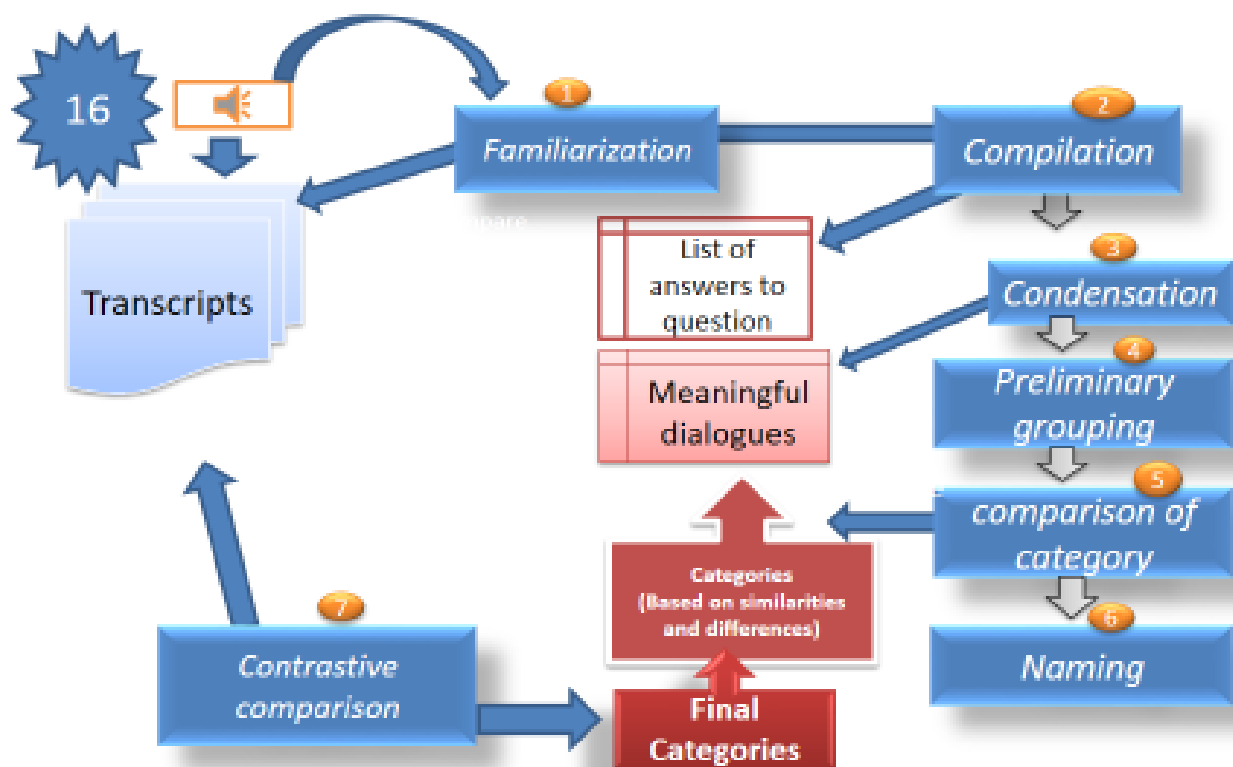 16
1
Familiarization
2
Compilation
Transcripts
List of
answers to
question
3
Condensation
Meaningful
dialogues
4
Preliminary
grouping
5
comparison of
category
Categories
(Based on similarities
and differences)
6
Naming
7
Contrastive
comparison
Final
Categories